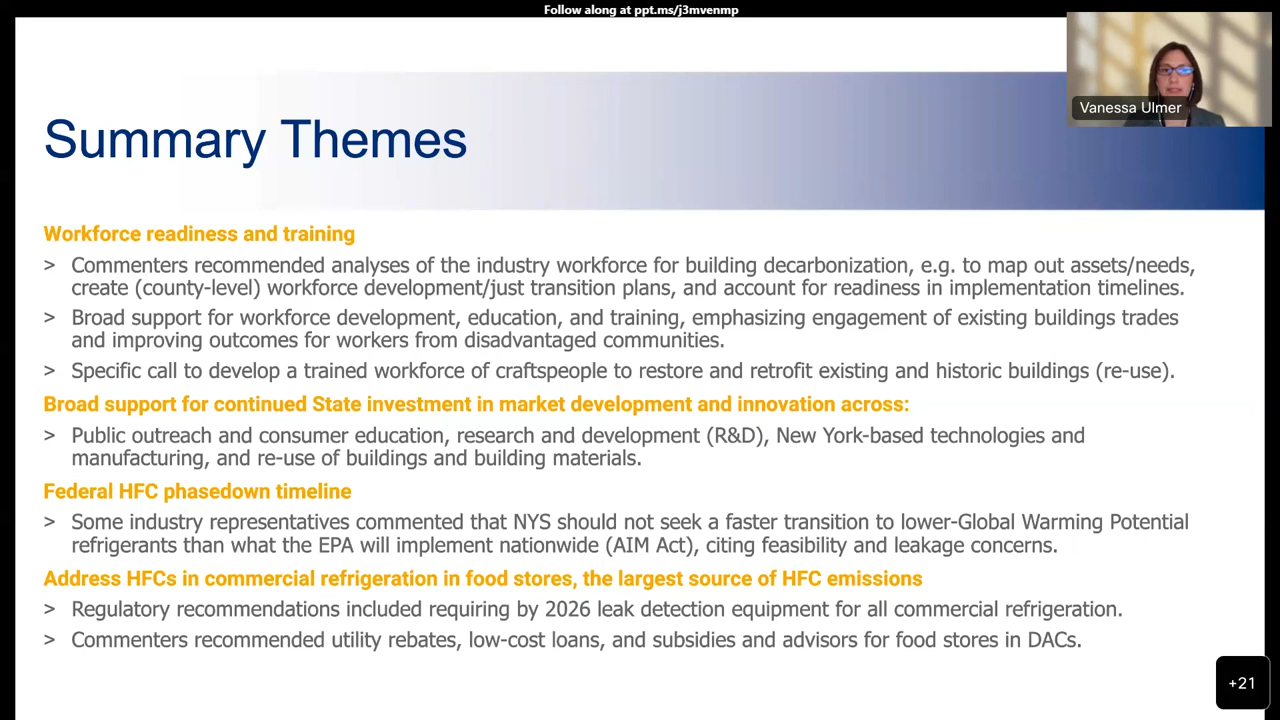 Follow along at ppt.ms/j3mvenmp
Vanessa Ulmer
Summary Themes
Workforce readiness and training
> Commenters recommended analyses of the industry workforce for building decarbonization, e.g. to map out assets/needs,
create (county-level) workforce development/just transition plans, and account for readiness in implementation timelines.
> Broad support for workforce development, education, and training, emphasizing engagement of existing buildings trades
and improving outcomes for workers from disadvantaged communities.
> Specific call to develop a trained workforce of craftspeople to restore and retrofit existing and historic buildings (re-use).
Broad support for continued State investment in market development and innovation across:
> Public outreach and consumer education, research and development (R&D), New York-based technologies and
manufacturing, and re-use of buildings and building materials.
Federal HFC phasedown timeline
> Some industry representatives commented that NYS should not seek a faster transition to lower-Global Warming Potential
refrigerants than what the EPA will implement nationwide (AIM Act), citing feasibility and leakage concerns.
Address HFCs in commercial refrigeration in food stores, the largest source of HFC emissions
> Regulatory recommendations included requiring by 2026 leak detection equipment for all commercial refrigeration.
> Commenters recommended utility rebates, low-cost loans, and subsidies and advisors for food stores in DACs.
+21